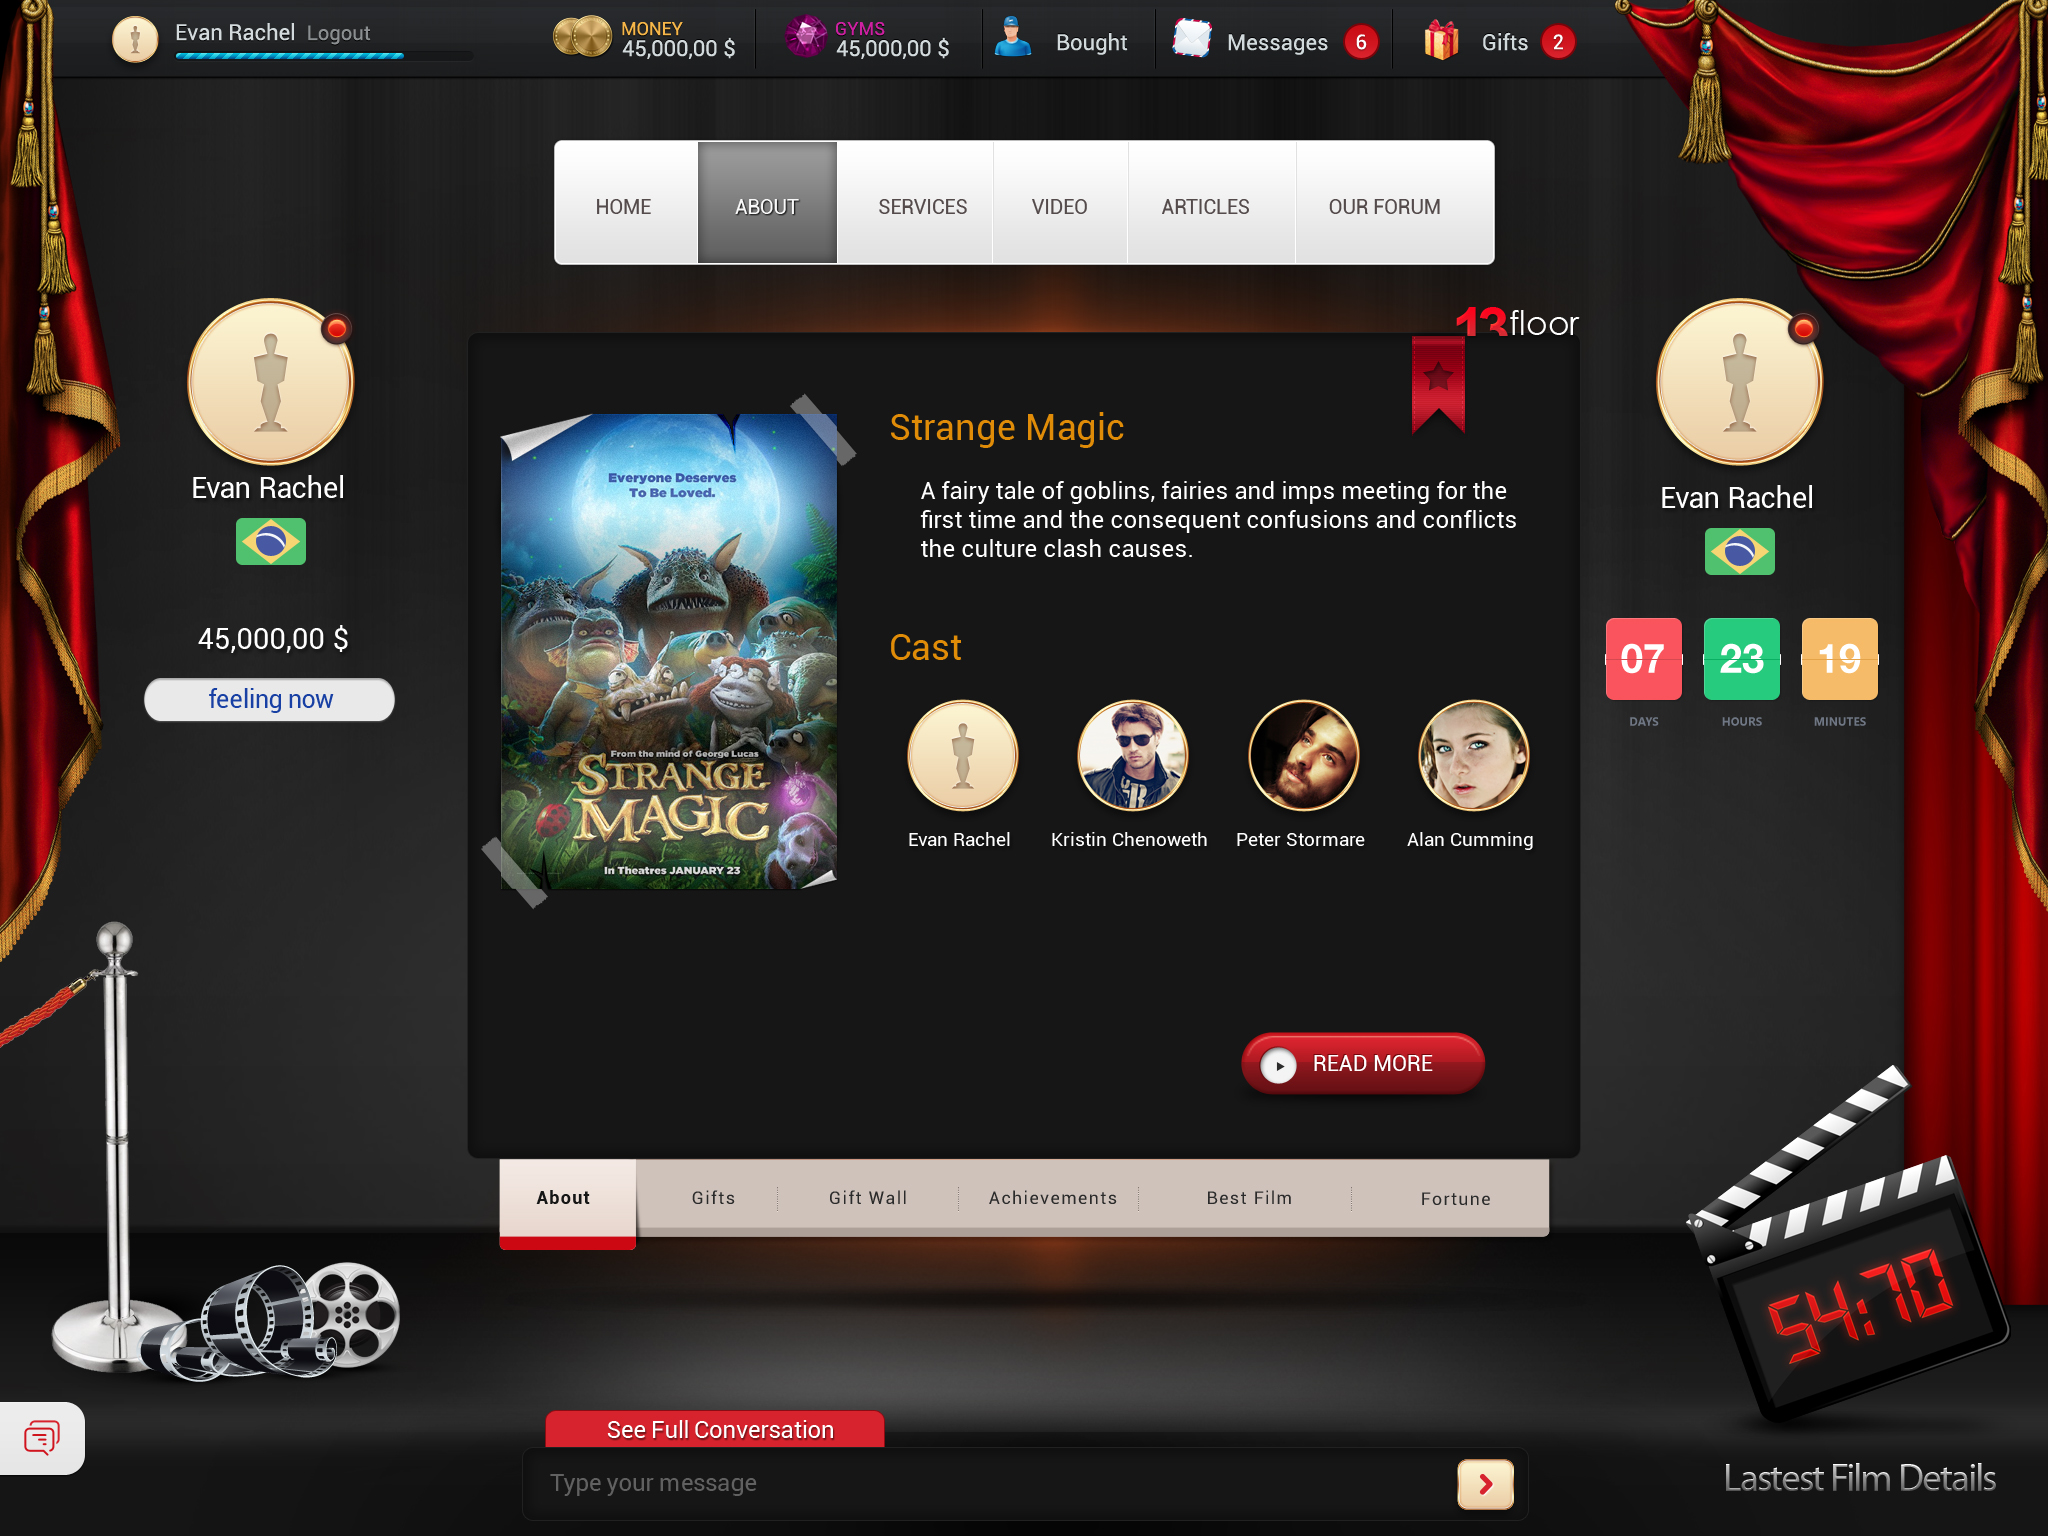 Evan Rachel Logout
MONEY
45,000,00 $
GYMS
45,000,00 $
Bought
Messages 6
Gifts 2
HOME
ABOUT
SERVICES
VIDEO
ARTICLES
OUR FORUM
13floor
Evan Rachel
45,000,00 $
feeling now
Everyone Deserves
To Be Loved.
From the mind of George Lucas
STRANGE
MAGIC
In Theatres JANUARY 23
Strange Magic
A fairy tale of goblins, fairies and imps meeting for the
first time and the consequent confusions and conflicts
the culture clash causes.
Cast
Evan Rachel
Kristin Chenoweth
Peter Stormare
Alan Cumming
READ MORE
Evan Rachel
07 23 19
DAYS HOURS MINUTES
About
Gifts
Gift Wall
Achievements
Best Film
Fortune
54:70
See Full Conversation
Type your message
Lastest Film Details